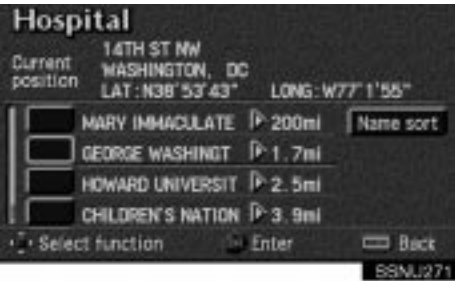 Hospital
Current position
14TH ST NW
WASHINGTON, DC
LAT:N38°53'43" LONG:W77°1'55"
MARY IMMACULATE 200mi
Name sort
GEORGE WASHINGT 1.7mi
HOWARD UNIVERSIT 2.5mi
CHILDREN'S NATION 3.9mi
Select function Enter Back
SSNU271